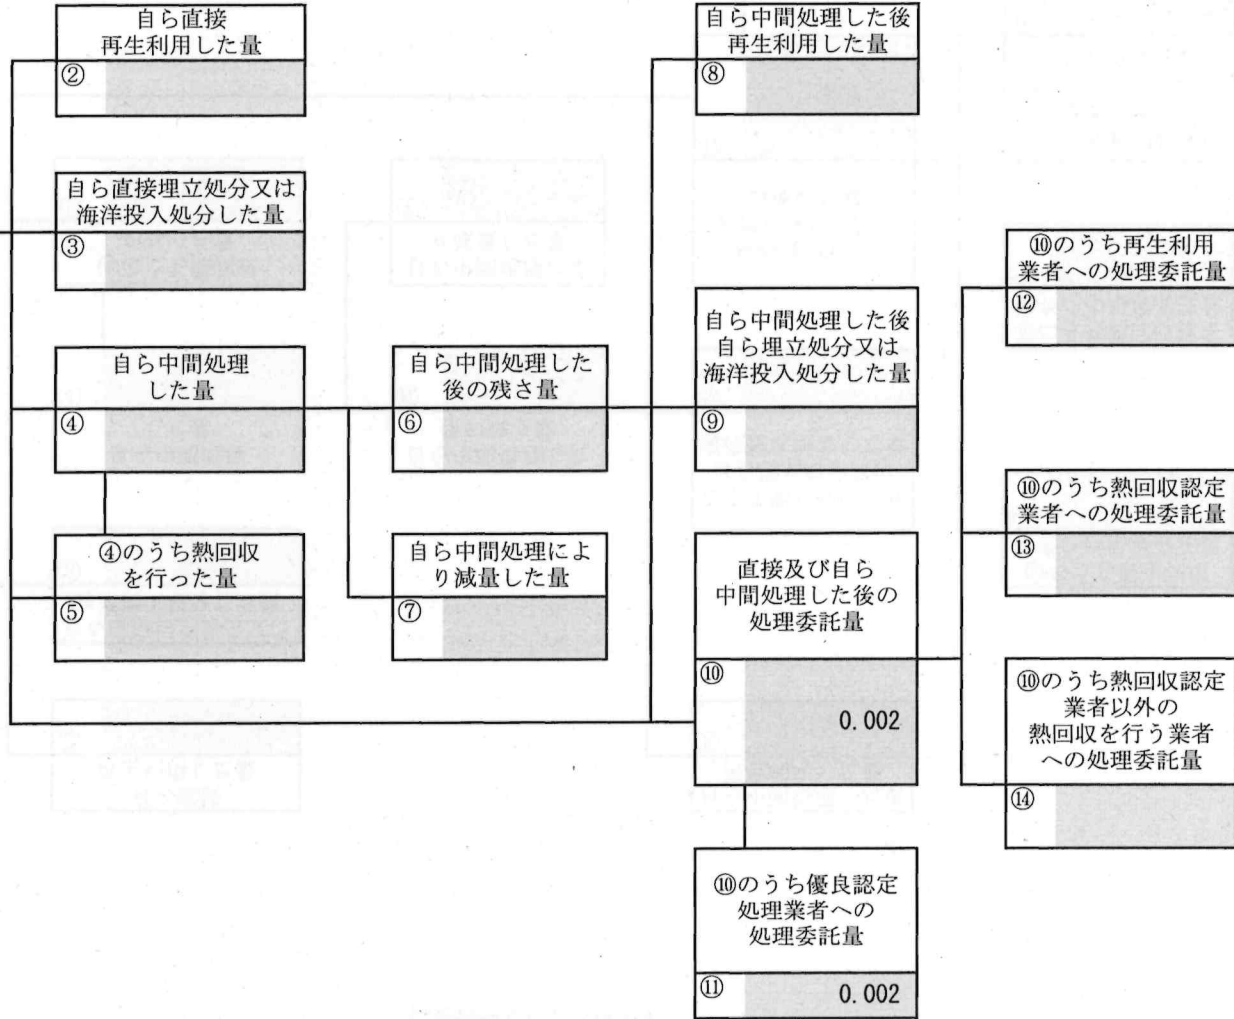 自ら直接
再生利用した量
②
自ら直接埋立処分又は
海洋投入処分した量
③
自ら中間処理
した量
④
④のうち熱回収
を行った量
⑤
自ら中間処理した
後の残さ量
⑥
自ら中間処理によ
り減量した量
⑦
自ら中間処理した後
再生利用した量
⑧
自ら中間処理した後
自ら埋立処分又は
海洋投入処分した量
⑨
直接及び自ら
中間処理した後の
処理委託量
⑩
0.002
⑩のうち優良認定
処理業者への
処理委託量
⑪
0.002
⑩のうち再生利用
業者への処理委託量
⑫
⑩のうち熱回収認定
業者への処理委託量
⑬
⑩のうち熱回収認定
業者以外の
熱回収を行う業者
への処理委託量
⑭